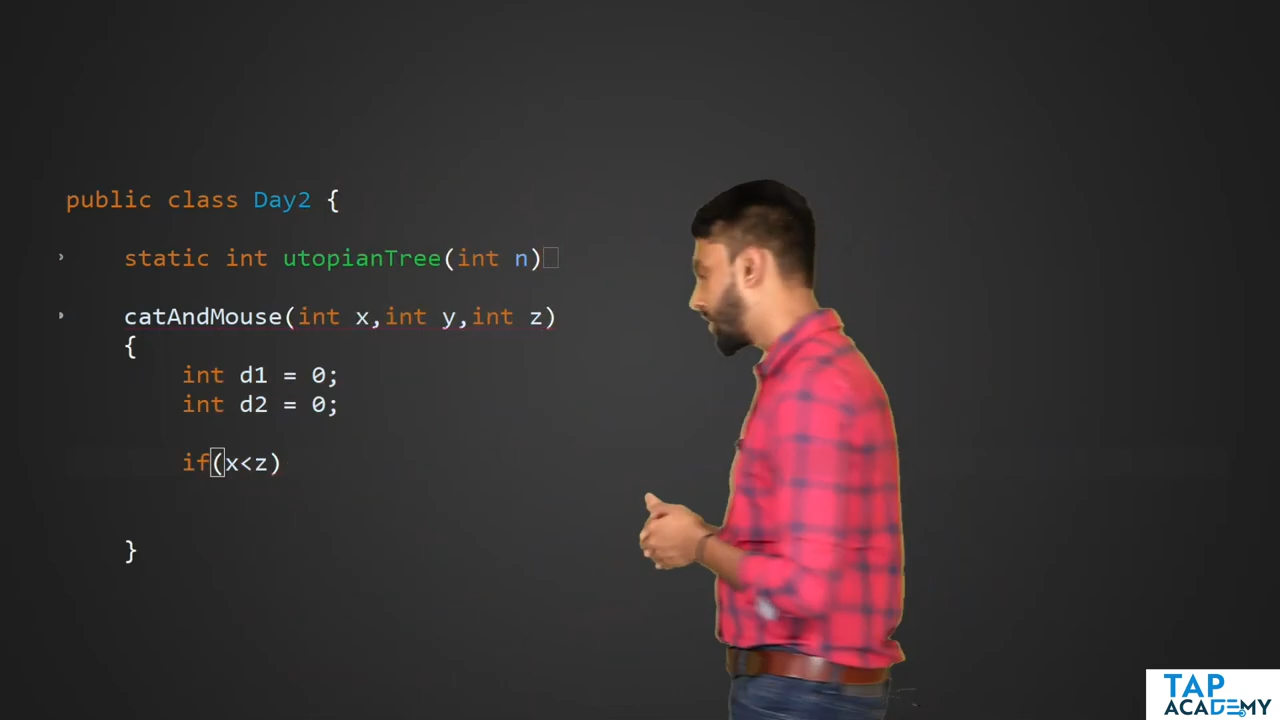 public class Day2 {
static int utopianTree(int n)
catAndMouse(int x,int y,int z)
{
int d1 = 0;
int d2 = 0;
if(x<z)
}
TAP
ACADEMY